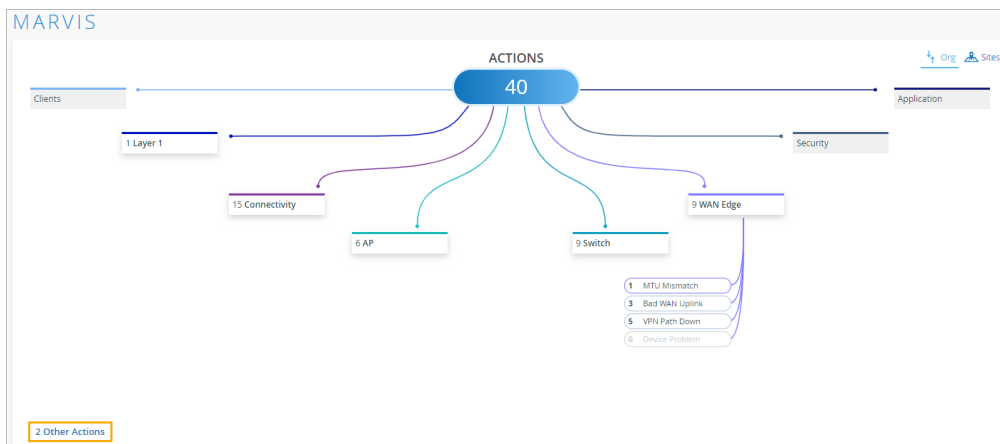 MARVIS
ACTIONS
40
Org
Sites
Clients
Application
1 Layer 1
Security
15 Connectivity
9 WAN Edge
6 AP
9 Switch
1 MTU Mismatch
3 Bad WAN Uplink
5 VPN Path Down
0 Device Problem
2 Other Actions